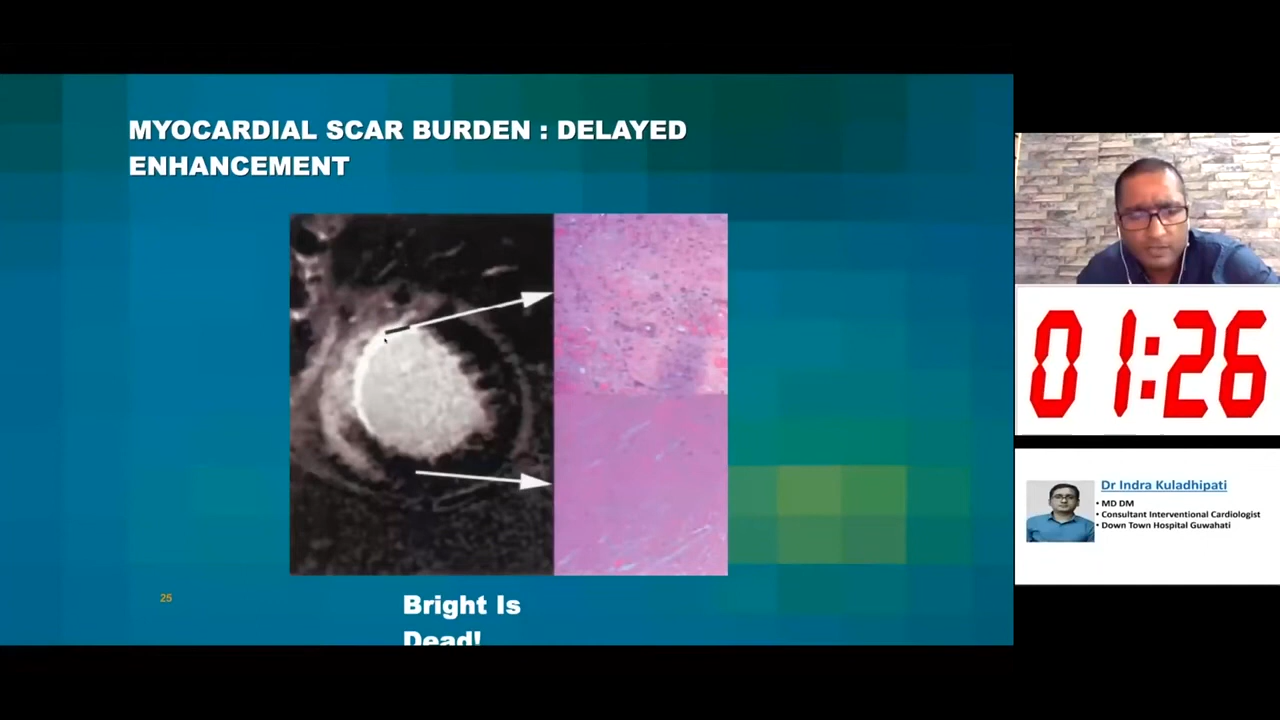 MYOCARDIAL SCAR BURDEN : DELAYED
ENHANCEMENT
25
Bright Is
Dead!
01:26
Dr Indra Kuladhipati
• MD DM
• Consultant Interventional Cardiologist
• Down Town Hospital Guwahati